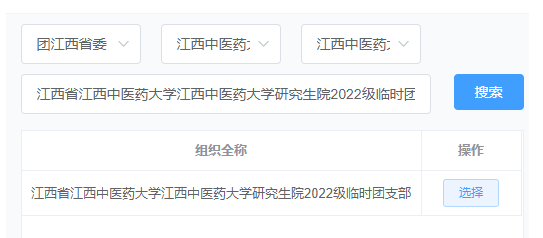 团江西省委 江西中医药大 江西中医药大
江西省江西中医药大学江西中医药大学研究生院2022级临时团 搜索
组织全称 操作
江西省江西中医药大学江西中医药大学研究生院2022级临时团支部 选择